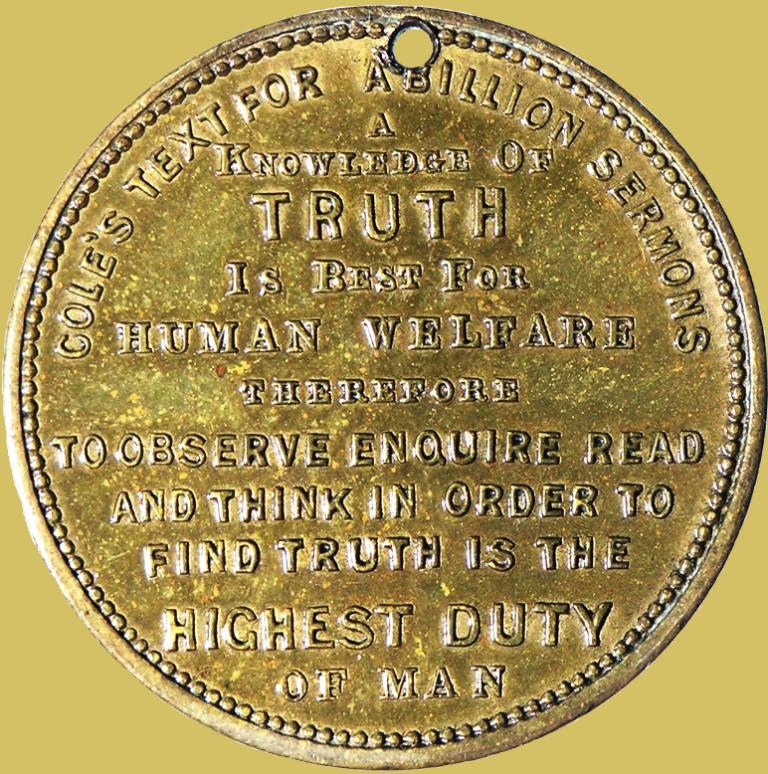 COLE'S TEXT FOR A BILLION SERMONS
A
KNOWLEDGE OF
TRUTH
IS BEST FOR
HUMAN WELFARE
THEREFORE
TO OBSERVE ENQUIRE READ
AND THINK IN ORDER TO
FIND TRUTH IS THE
HIGHEST DUTY
OF MAN